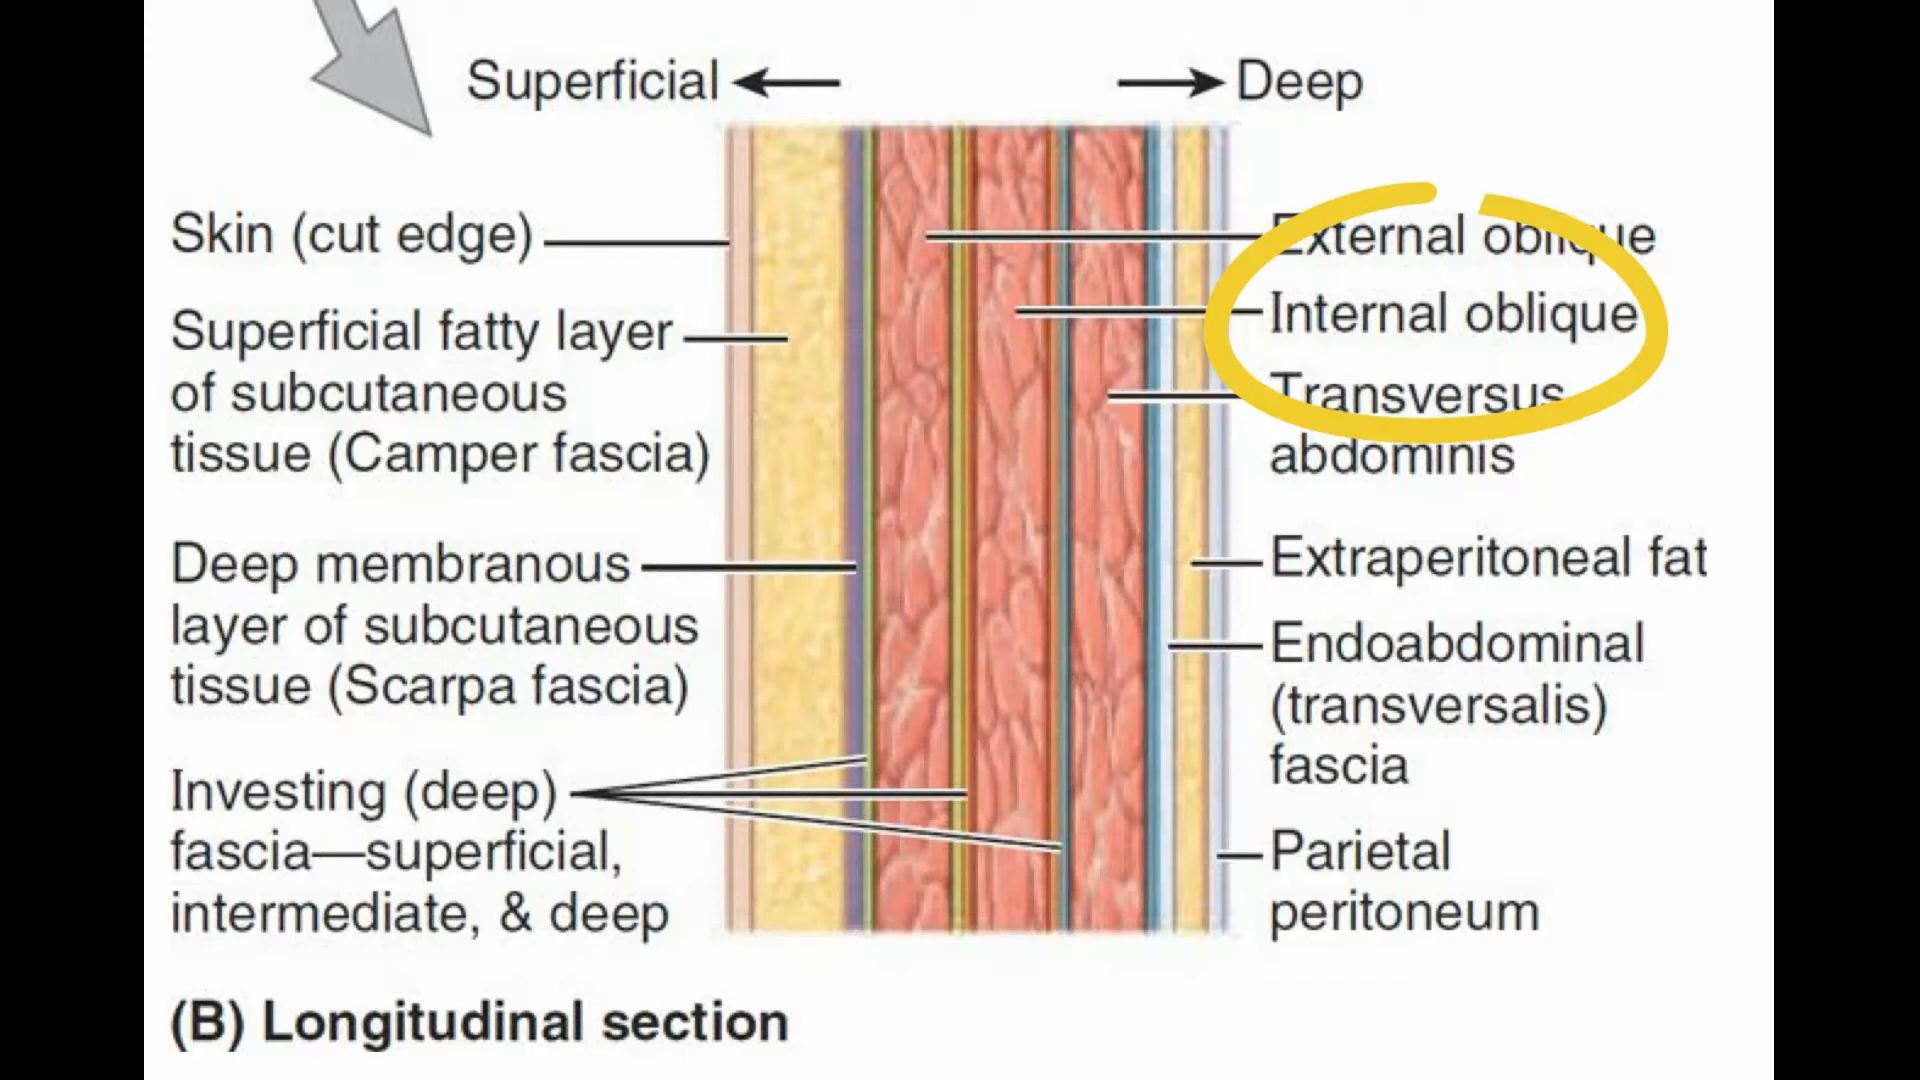 Superficial
Deep
Skin (cut edge)
Superficial fatty layer
of subcutaneous
tissue (Camper fascia)
Deep membranous
layer of subcutaneous
tissue (Scarpa fascia)
Investing (deep)
fascia—superficial,
intermediate, & deep
External oblique
Internal oblique
Transversus
abdominis
Extraperitoneal fat
Endoabdominal
(transversalis)
fascia
Parietal
peritoneum
(B) Longitudinal section